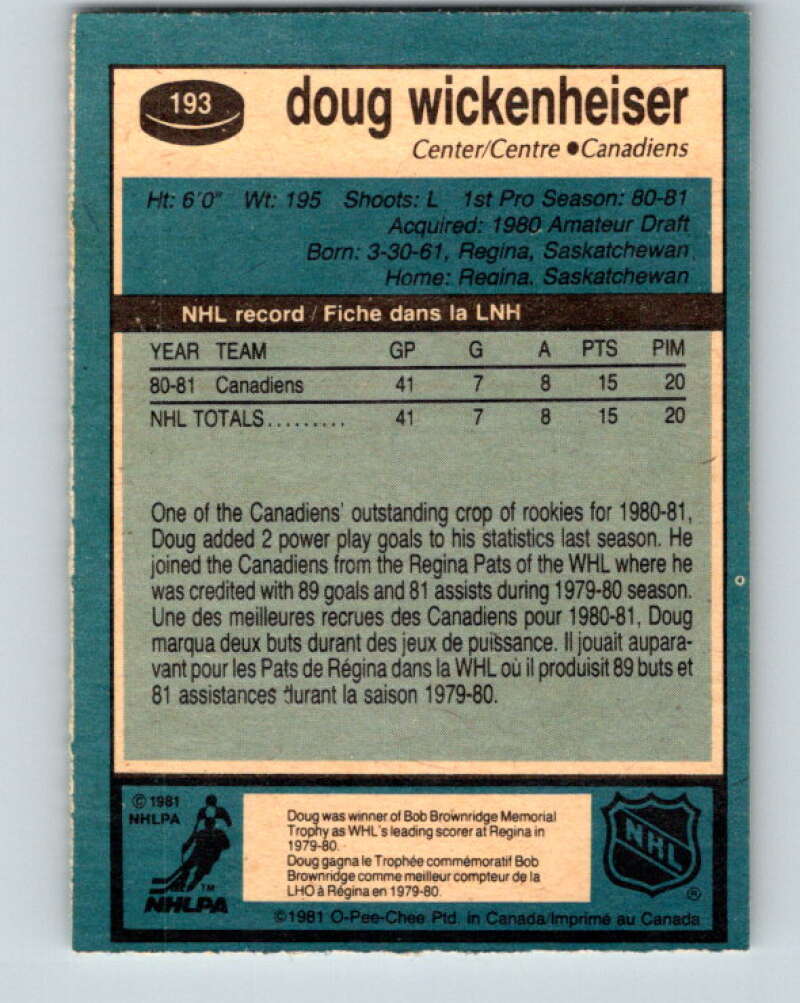 193
doug wickenheiser
Center/Centre ●Canadiens
Ht: 6'0" Wt: 195 Shoots: L 1st Pro Season: 80-81
Acquired: 1980 Amateur Draft
Born: 3-30-61, Regina, Saskatchewan
Home: Regina, Saskatchewan
NHL record / Fiche dans la LNH
YEAR TEAM GP G A PTS PIM
80-81 Canadiens 41 7 8 15 20
NHL TOTALS......... 41 7 8 15 20
One of the Canadiens' outstanding crop of rookies for 1980-81,
Doug added 2 power play goals to his statistics last season. He
joined the Canadiens from the Regina Pats of the WHL where he
was credited with 89 goals and 81 assists during 1979-80 season.
Une des meilleures recrues des Canadiens pour 1980-81, Doug
marqua deux buts durant des jeux de puissance. Il jouait aupara-
vant pour les Pats de Régina dans la WHL où il produisit 89 buts et
81 assistances durant la saison 1979-80.
© 1981
NHLPA
TM
NHLPA
Doug was winner of Bob Brownridge Memorial
Trophy as WHL's leading scorer at Regina in
1979-80.
Doug gagna le Trophée commémoratif Bob
Brownridge comme meilleur compteur de la
LHO à Régina en 1979-80.
NHL
®
©1981 O-Pee-Chee Ptd. in Canada/Imprimé au Canada